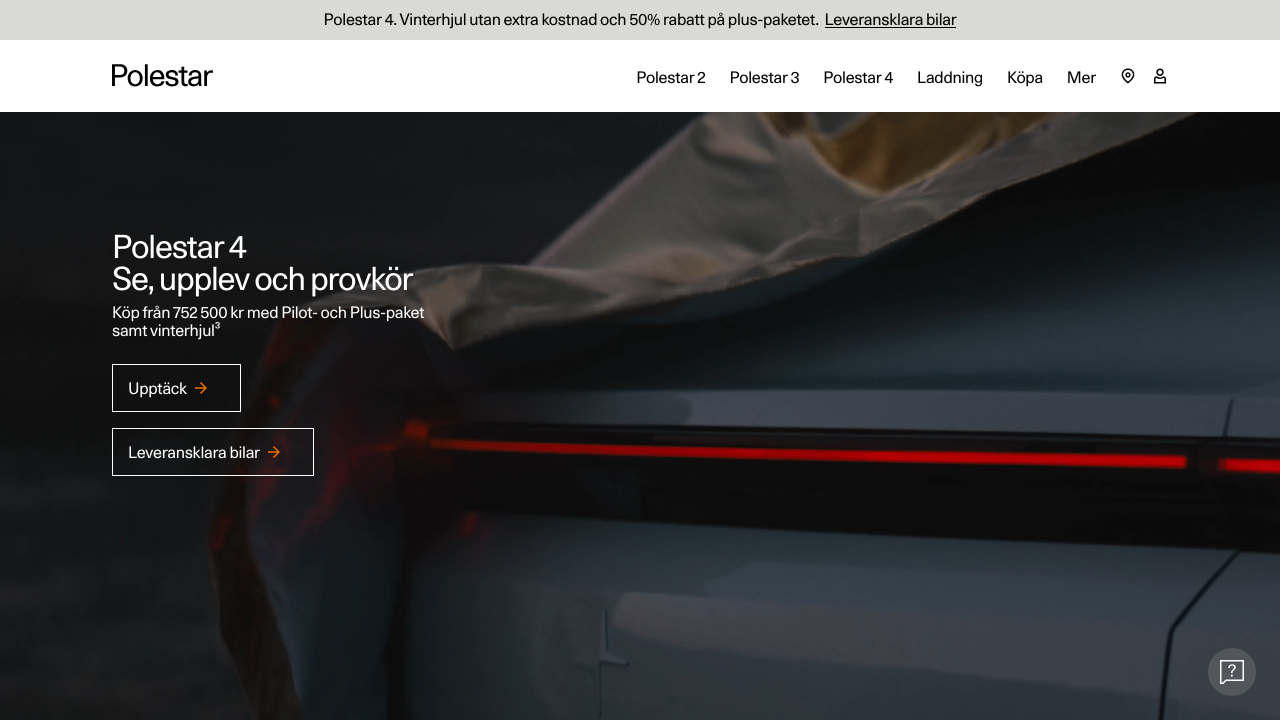 Polestar 4. Vinterhjul utan extra kostnad och 50% rabatt på plus-paketet. Leveransklara bilar
Polestar Polestar 2 Polestar 3 Polestar 4 Laddning Köpa Mer
Polestar 4
Se, upplev och provkör
Köp från 752 500 kr med Pilot- och Plus-paket
samt vinterhjul³
Upptäck →
Leveransklara bilar →
?